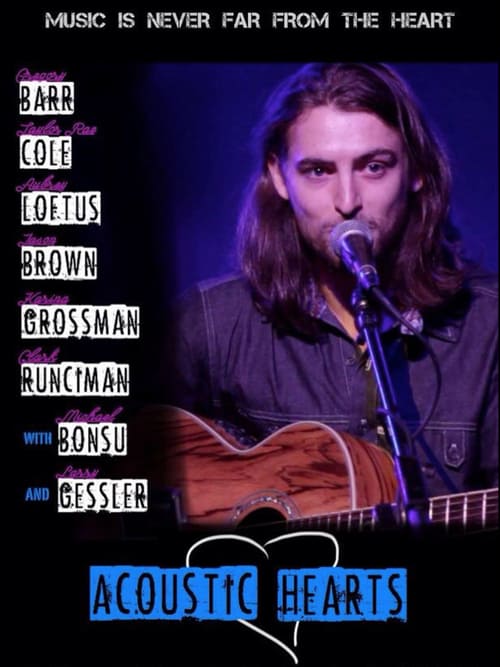 MUSIC IS NEVER FAR FROM THE HEART
Gregory
BARR
Taylor Rae
COLE
Aubrey
LOFTUS
Jason
BROWN
Karina
GROSSMAN
Clark
RUNCIMAN
Michael
WITH BONSU
Larry
AND GESSLER
ACOUSTIC HEARTS